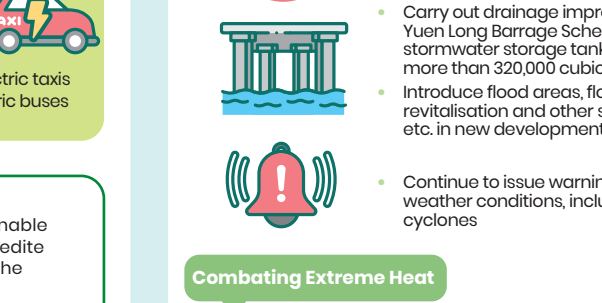 TAXI
ctric taxis
ric buses
nable
edite
he
Carry out drainage impr
Yuen Long Barrage Sche
stormwater storage tank
more than 320,000 cubic
Introduce flood areas, flo
revitalisation and other s
etc. in new development
Continue to issue warnin
weather conditions, inclu
cyclones
Combating Extreme Heat